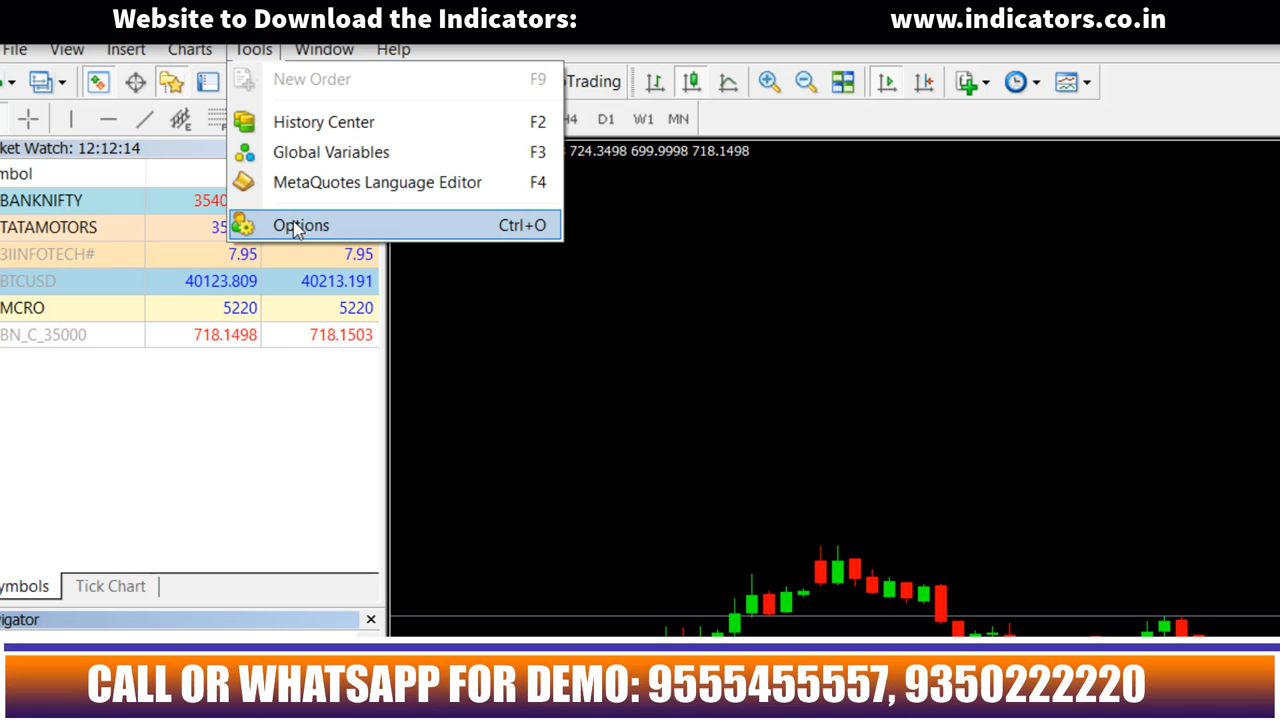 Website to Download the Indicators: www.indicators.co.in
File View Insert Charts Tools Window Help
New Order F9
Trading
History Center F2
H4 D1 W1 MN
ket Watch: 12:12:14
Global Variables F3
724.3498 699.9998 718.1498
mbol
MetaQuotes Language Editor F4
BANKNIFTY 3540
TATAMOTORS 35
Options Ctrl+O
3IINFOTECH# 7.95 7.95
BTCUSD 40123.809 40213.191
MCRO 5220 5220
BN_C_35000 718.1498 718.1503
ymbols Tick Chart
vigator
CALL OR WHATSAPP FOR DEMO: 9555455557, 9350222220